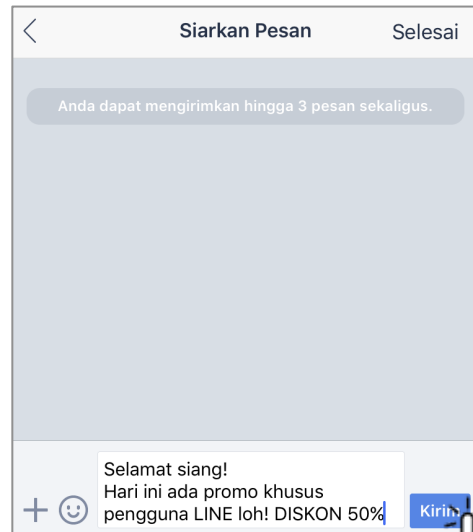 Siarkan Pesan
Selesai
Anda dapat mengirimkan hingga 3 pesan sekaligus.
Selamat siang!
Hari ini ada promo khusus
pengguna LINE loh! DISKON 50%
Kirim